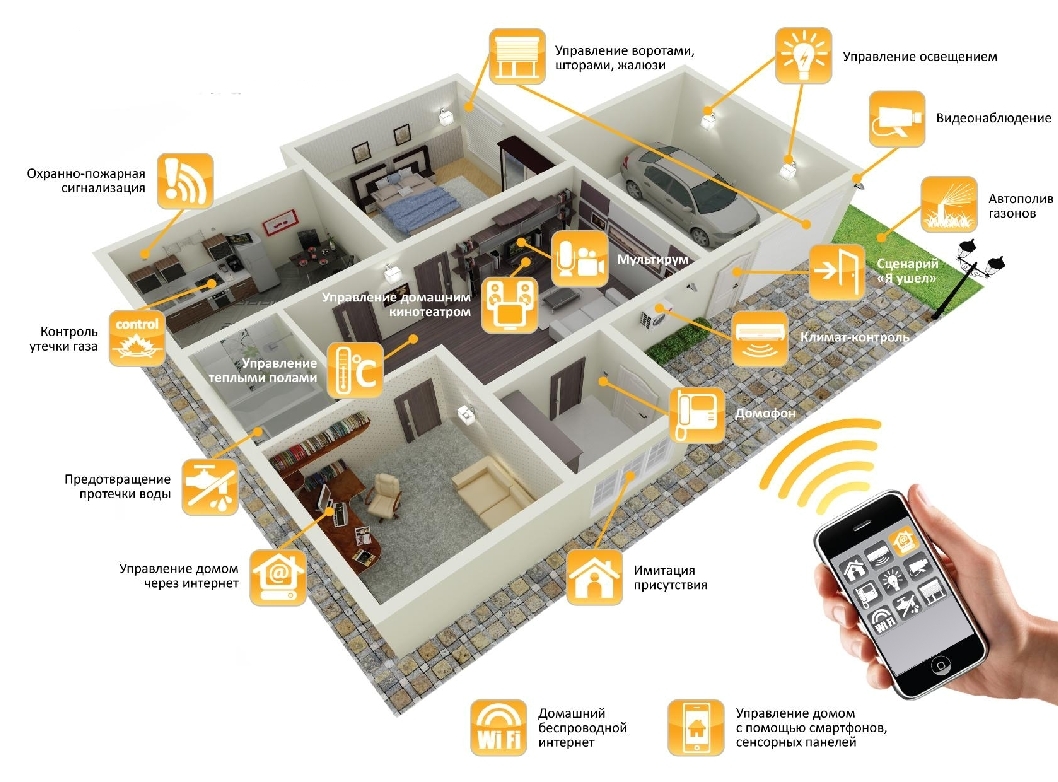 Управление воротами,
шторами, жалюзи
Управление освещением
Видеонаблюдение
Охранно-пожарная
сигнализация
Автополив
газонов
Мультирум
Сценарий
«Я ушел»
Управление домашним
кинотеатром
Контроль
утечки газа
control
Климат-контроль
Управление
теплыми полами
°C
Домофон
Предотвращение
протечки воды
Управление домом
через интернет
@
Имитация
присутствия
@
WiFi
Wi Fi
Домашний
беспроводной
интернет
Управление домом
с помощью смартфонов,
сенсорных панелей